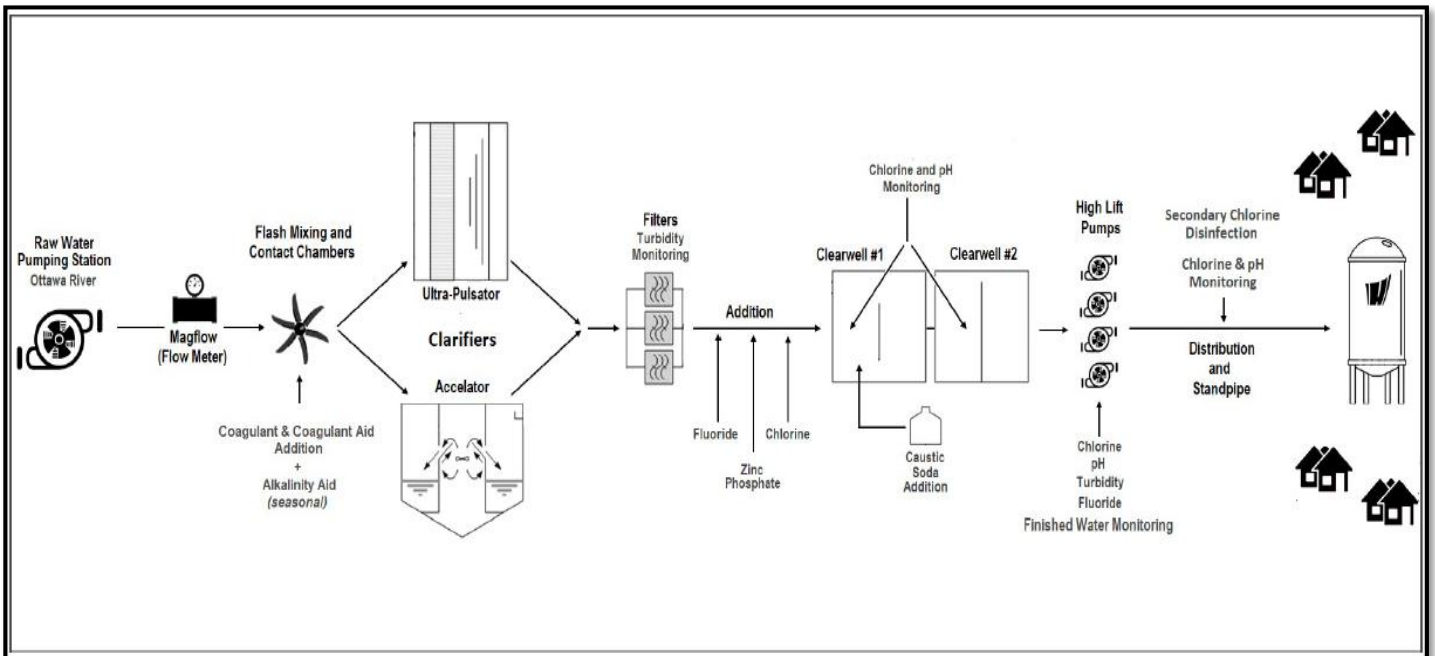 Raw Water
Pumping Station
Ottawa River
Magflow
(Flow Meter)
Flash Mixing and
Contact Chambers
Coagulant & Coagulant Aid
Addition
+
Alkalinity Aid
(seasonal)
Ultra-Pulsator
Clarifiers
Accelator
Filters
Turbidity
Monitoring
Addition
Fluoride
Zinc
Phosphate
Chlorine
Chlorine and pH
Monitoring
Clearwell #1
Clearwell #2
Caustic
Soda
Addition
High Lift
Pumps
Chlorine
pH
Turbidity
Fluoride
Finished Water Monitoring
Secondary Chlorine
Disinfection
Chlorine & pH
Monitoring
Distribution
and
Standpipe